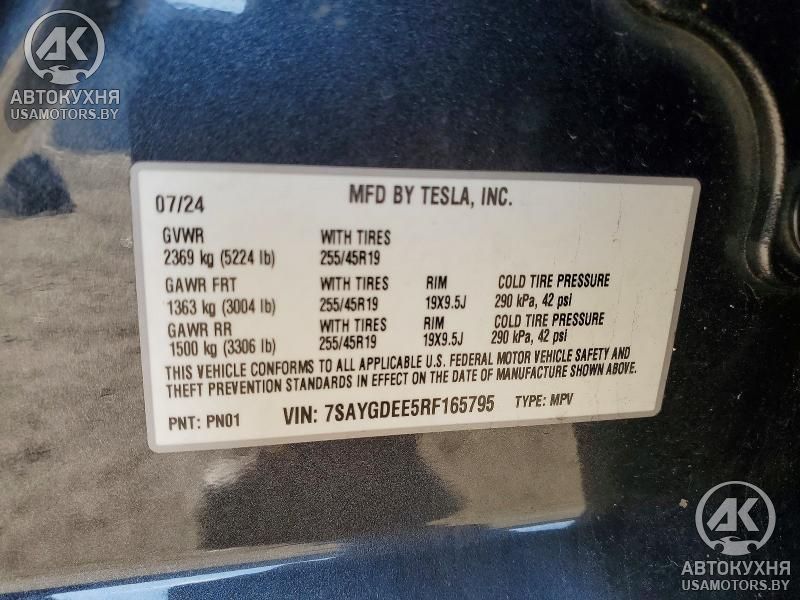 AK
АВТОКУХНЯ
USAMOTORS.BY
07/24 MFD BY TESLA, INC.
GVWR WITH TIRES
2369 kg (5224 lb) 255/45R19
GAWR FRT WITH TIRES RIM COLD TIRE PRESSURE
1363 kg (3004 lb) 255/45R19 19X9.5J 290 kPa, 42 psi
GAWR RR WITH TIRES RIM COLD TIRE PRESSURE
1500 kg (3306 lb) 255/45R19 19X9.5J 290 kPa, 42 psi
THIS VEHICLE CONFORMS TO ALL APPLICABLE U.S. FEDERAL MOTOR VEHICLE SAFETY AND
THEFT PREVENTION STANDARDS IN EFFECT ON THE DATE OF MANUFACTURE SHOWN ABOVE.
PNT: PN01 VIN: 7SAYGDEE5RF165795 TYPE: MPV
AK
АВТОКУХНЯ
USAMOTORS.BY